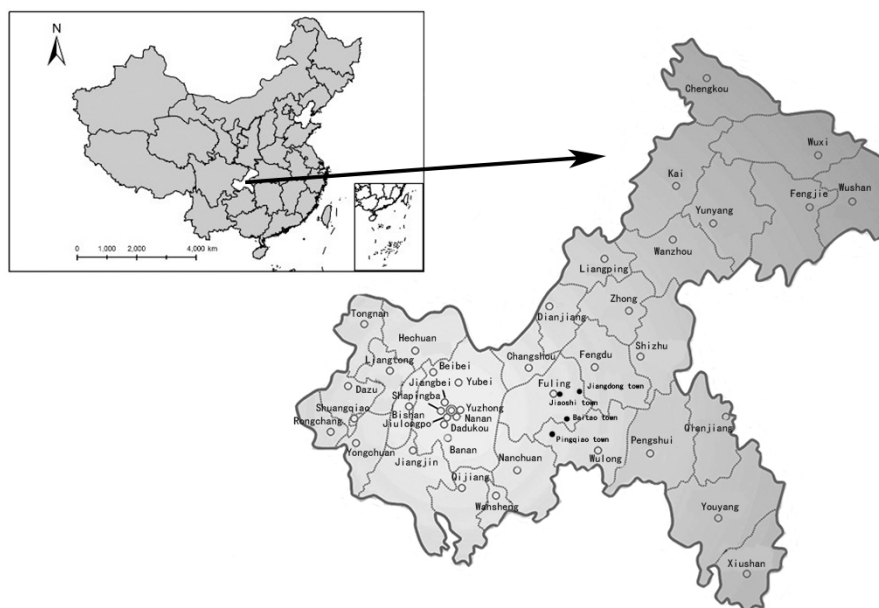 N
0 1,000 2,000 4,000 km
Chengkou
Wuxi
Kai
Wushan
Fengjie
Yunyang
Wanzhou
Liangping
Zhong
Dianjiang
Tongnan
Hechuan
Shizhu
Changshou
Fengdu
Liangtong
Beibei
Jiangbei
Yubei
Dazu
Fuling
Jiangdong town
Shapingba
Jiaoshi town
Shuangqiao
Bishan
Yuzhong
Rongchang
Jiulongpo
Nanan
Baitao town
Qianjiang
Dadukou
Pingqiao town
Pengshui
Yongchuan
Banan
Wulong
Jiangjin
Nanchuan
Qijiang
Wansheng
Youyang
Xiushan